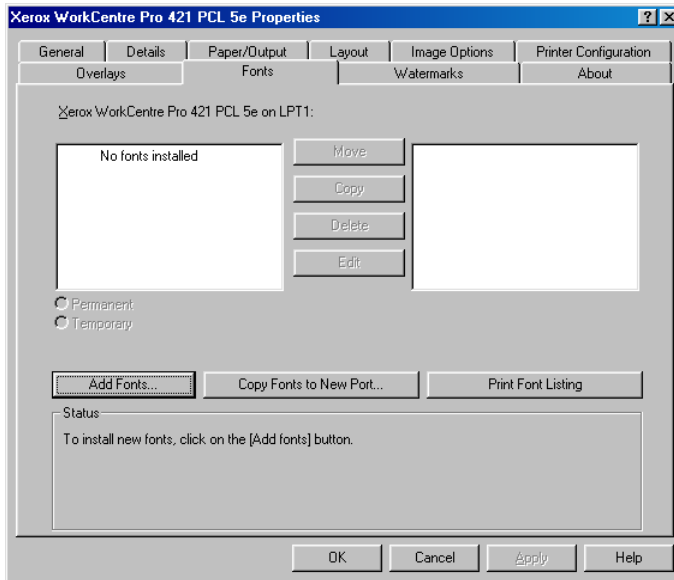 Xerox WorkCentre Pro 421 PCL 5e Properties
General Details Paper/Output Layout Image Options Printer Configuration
Overlays Fonts Watermarks About
Xerox WorkCentre Pro 421 PCL 5e on LPT1:
No fonts installed
Move
Copy
Delete
Edit
Permanent
Temporary
Add Fonts... Copy Fonts to New Port... Print Font Listing
Status
To install new fonts, click on the [Add fonts] button.
OK Cancel Apply Help